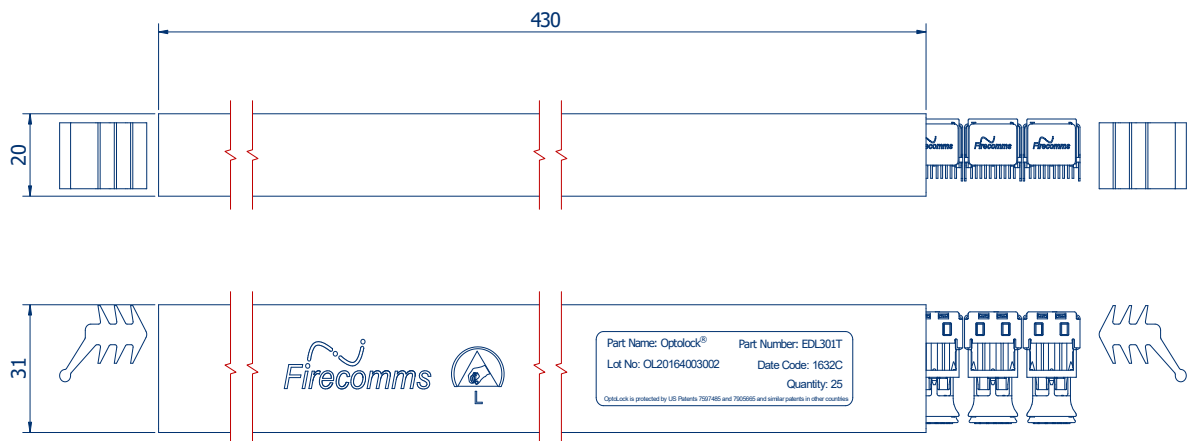 430
20
Firecomms Firecomms
31
Firecomms
L
Part Name: Optolock® Part Number: EDL301T
Lot No: OL20164003002 Date Code: 1632C
Quantity: 25
OptoLock is protected by US Patents 7597485 and 7905665 and similar patents in other countries